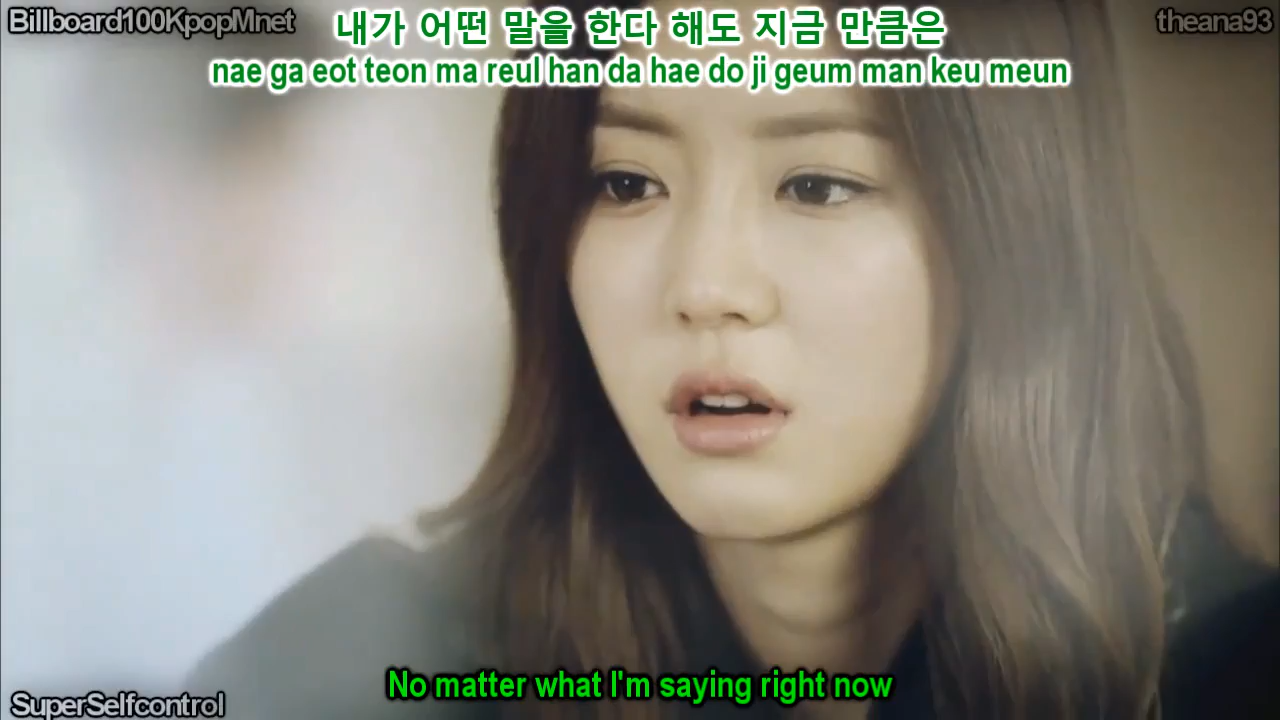 Billboard100KpopMnet
theana93
내가 어떤 말을 한다 해도 지금 만큼은
nae ga eot teon ma reul han da hae do ji geum man keu meun
No matter what I'm saying right now
SuperSelfcontrol